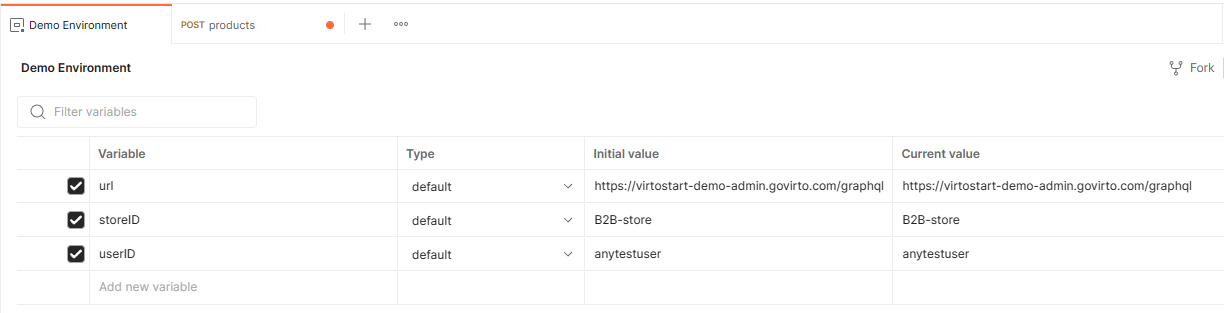 Demo Environment POST products
Demo Environment Fork
Filter variables
Variable Type Initial value Current value
url default https://virtostart-demo-admin.govirto.com/graphql https://virtostart-demo-admin.govirto.com/graphql
storeID default B2B-store B2B-store
userID default anytestuser anytestuser
Add new variable